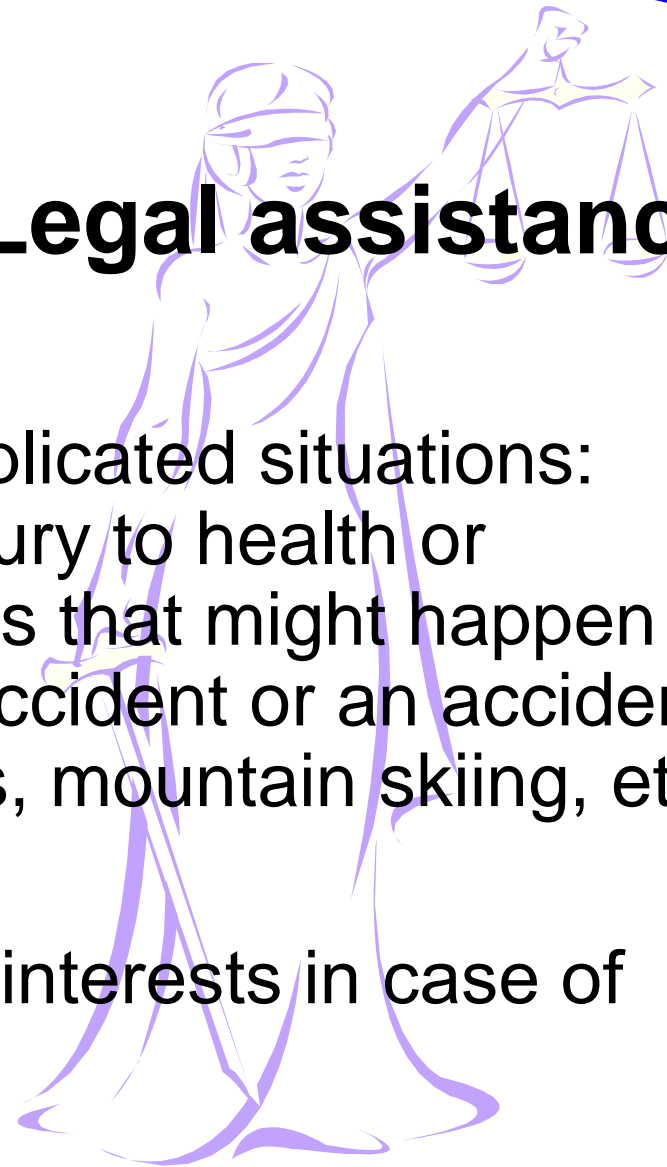 Legal assistanc
plicated situations:
ury to health or
s that might happen
ccident or an acciden
s, mountain skiing, et
interests in case of